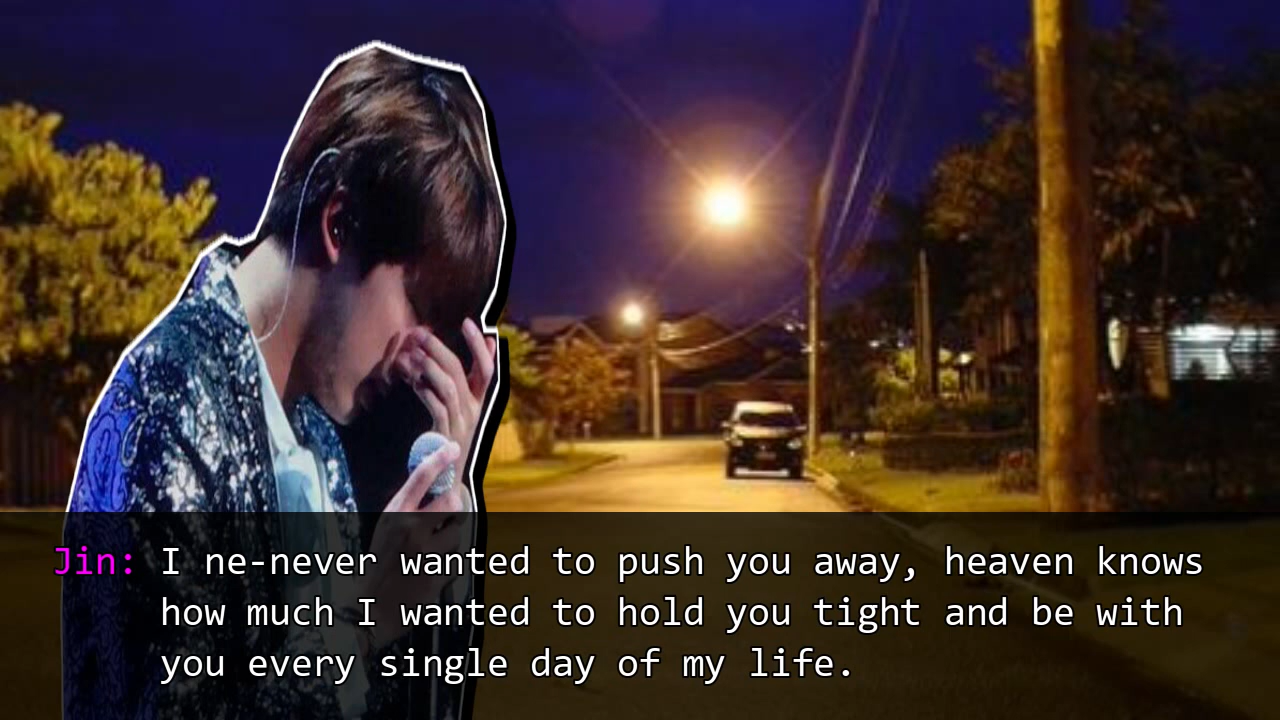 Jin: I ne-never wanted to push you away, heaven knows
how much I wanted to hold you tight and be with
you every single day of my life.